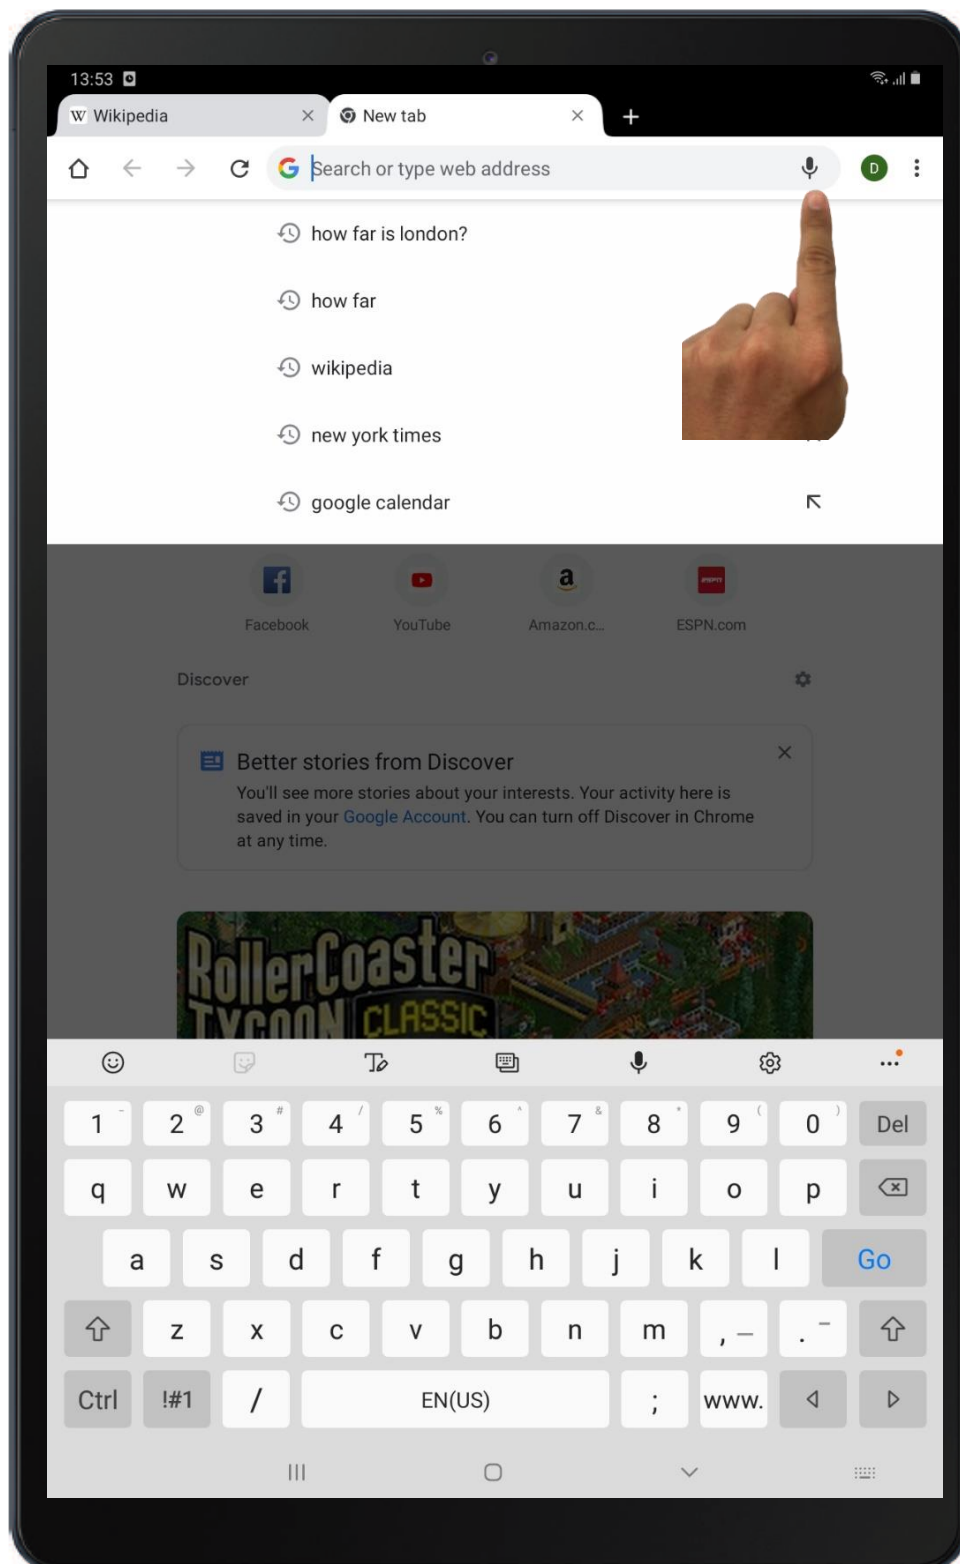 13:53
W Wikipedia
New tab
Search or type web address
D
how far is london?
how far
wikipedia
new york times
google calendar
Facebook
YouTube
Amazon.c...
ESPN.com
Discover
Better stories from Discover
You'll see more stories about your interests. Your activity here is
saved in your Google Account. You can turn off Discover in Chrome
at any time.
RollerCoaster
TYCOON CLASSIC
1 - 2 @ 3 # 4 / 5 % 6 ^ 7 & 8 * 9 ( 0 ) Del
q w e r t y u i o p
a s d f g h j k l Go
z x c v b n m , — . -
Ctrl !#1 / EN(US) ; www.